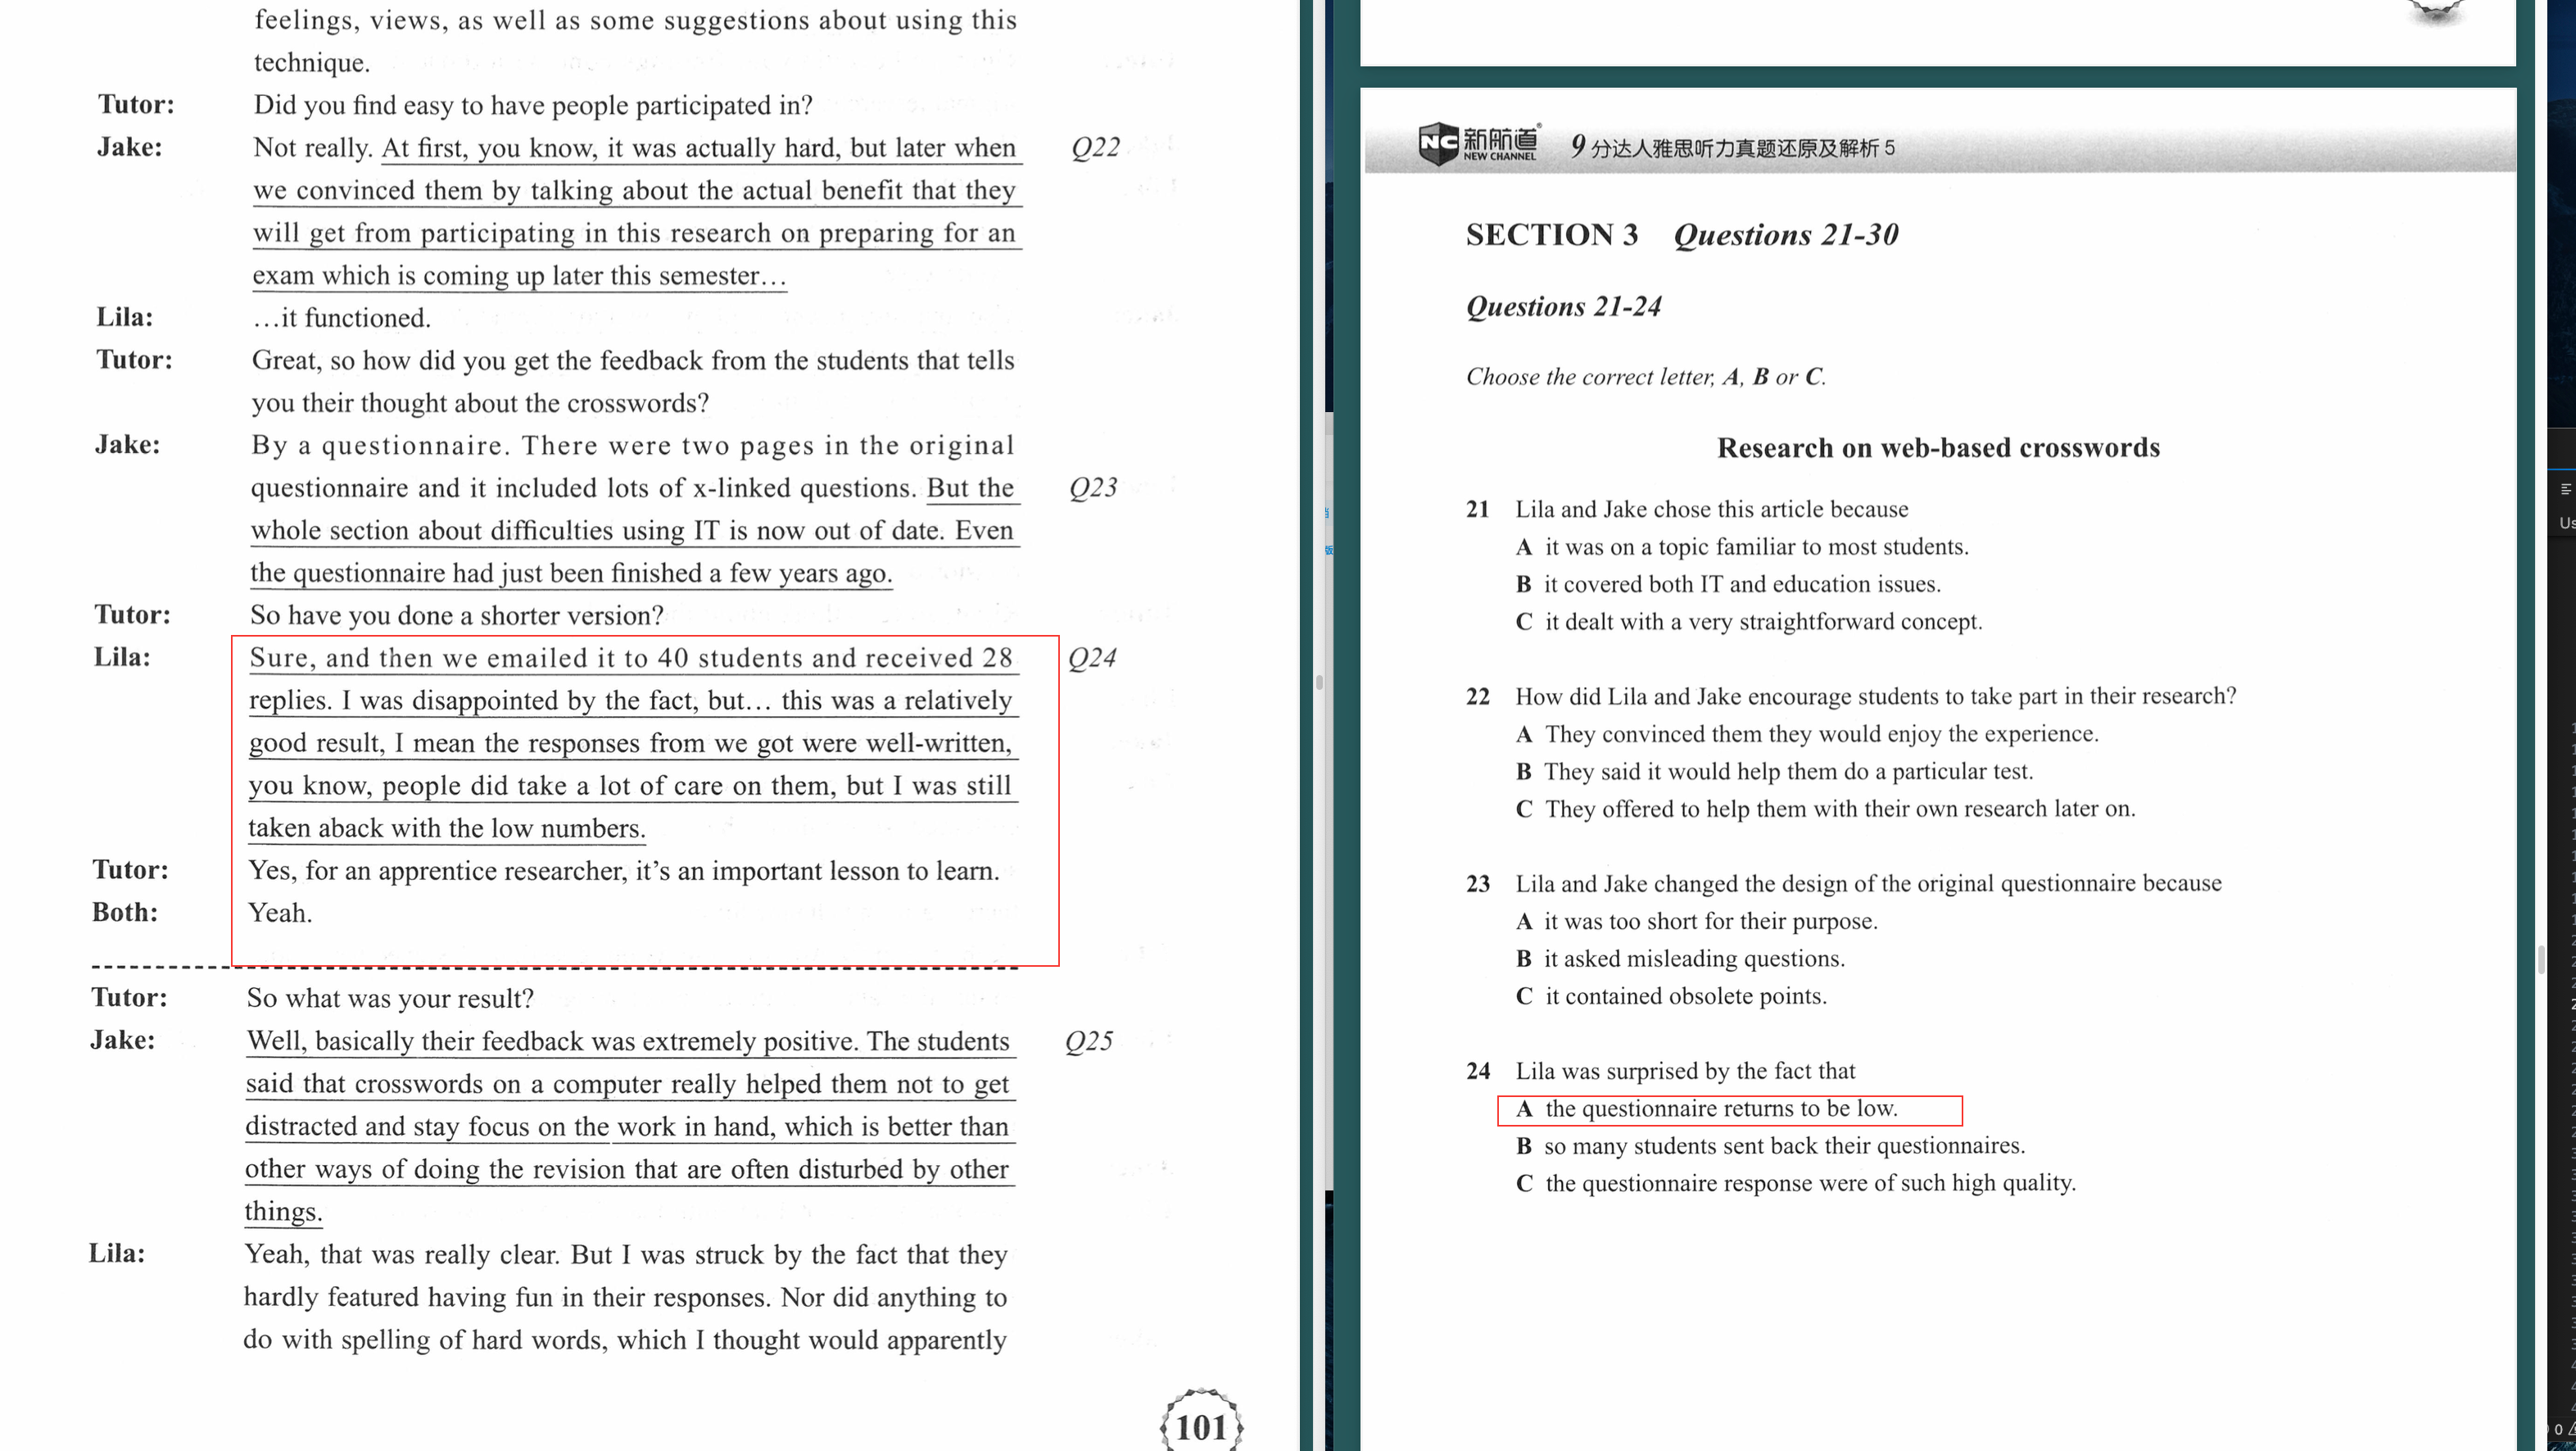 feelings, views, as well as some suggestions about using this
technique.
Tutor: Did you find easy to have people participated in?
Jake: Not really. At first, you know, it was actually hard, but later when Q22
we convinced them by talking about the actual benefit that they
will get from participating in this research on preparing for an
exam which is coming up later this semester…
Lila: …it functioned.
Tutor: Great, so how did you get the feedback from the students that tells
you their thought about the crosswords?
Jake: By a questionnaire. There were two pages in the original
questionnaire and it included lots of x-linked questions. But the Q23
whole section about difficulties using IT is now out of date. Even
the questionnaire had just been finished a few years ago.
Tutor: So have you done a shorter version?
Lila: Sure, and then we emailed it to 40 students and received 28 Q24
replies. I was disappointed by the fact, but… this was a relatively
good result, I mean the responses from we got were well-written,
you know, people did take a lot of care on them, but I was still
taken aback with the low numbers.
Tutor: Yes, for an apprentice researcher, it's an important lesson to learn.
Both: Yeah.
Tutor: So what was your result?
Jake: Well, basically their feedback was extremely positive. The students Q25
said that crosswords on a computer really helped them not to get
distracted and stay focus on the work in hand, which is better than
other ways of doing the revision that are often disturbed by other
things.
Lila: Yeah, that was really clear. But I was struck by the fact that they
hardly featured having fun in their responses. Nor did anything to
do with spelling of hard words, which I thought would apparently
101
NC 新航道 NEW CHANNEL 9分达人雅思听力真题还原及解析5
SECTION 3 Questions 21-30
Questions 21-24
Choose the correct letter, A, B or C.
Research on web-based crosswords
21 Lila and Jake chose this article because
A it was on a topic familiar to most students.
B it covered both IT and education issues.
C it dealt with a very straightforward concept.
22 How did Lila and Jake encourage students to take part in their research?
A They convinced them they would enjoy the experience.
B They said it would help them do a particular test.
C They offered to help them with their own research later on.
23 Lila and Jake changed the design of the original questionnaire because
A it was too short for their purpose.
B it asked misleading questions.
C it contained obsolete points.
24 Lila was surprised by the fact that
A the questionnaire returns to be low.
B so many students sent back their questionnaires.
C the questionnaire response were of such high quality.